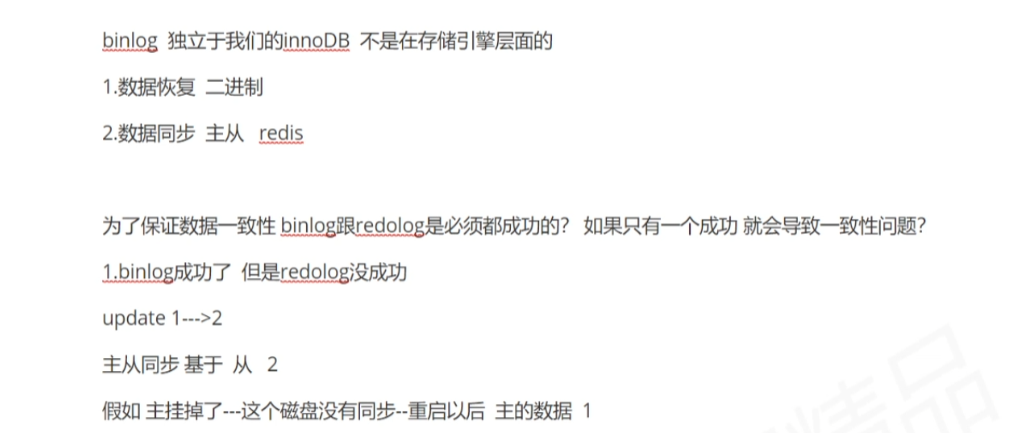 binlog 独立于我们的innoDB 不是在存储引擎层面的
1.数据恢复 二进制
2.数据同步 主从 redis
为了保证数据一致性 binlog跟redolog是必须都成功的? 如果只有一个成功 就会导致一致性问题?
1.binlog成功了 但是redolog没成功
update 1--->2
主从同步 基于 从 2
假如 主挂掉了---这个磁盘没有同步--重启以后 主的数据 1
精品